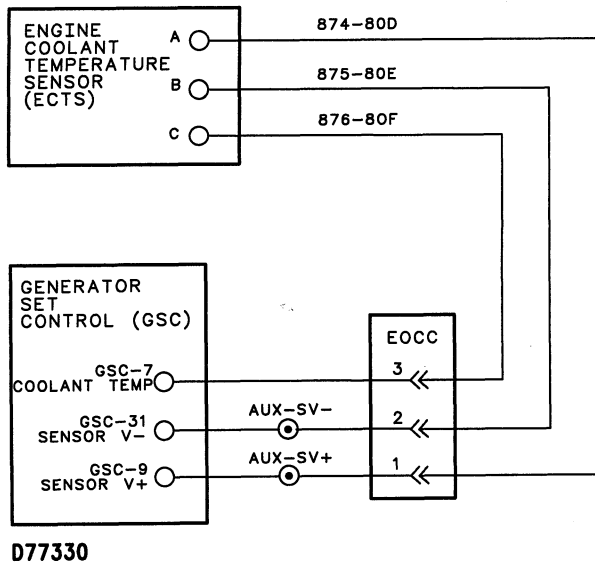 ENGINE
COOLANT
TEMPERATURE
SENSOR
(ECTS)
A
874-80D
B
875-80E
C
876-80F
GENERATOR
SET
CONTROL (GSC)
EOCC
GSC-7
COOLANT TEMP
3
GSC-31
SENSOR V-
AUX-SV-
2
GSC-9
SENSOR V+
AUX-SV+
1
D77330